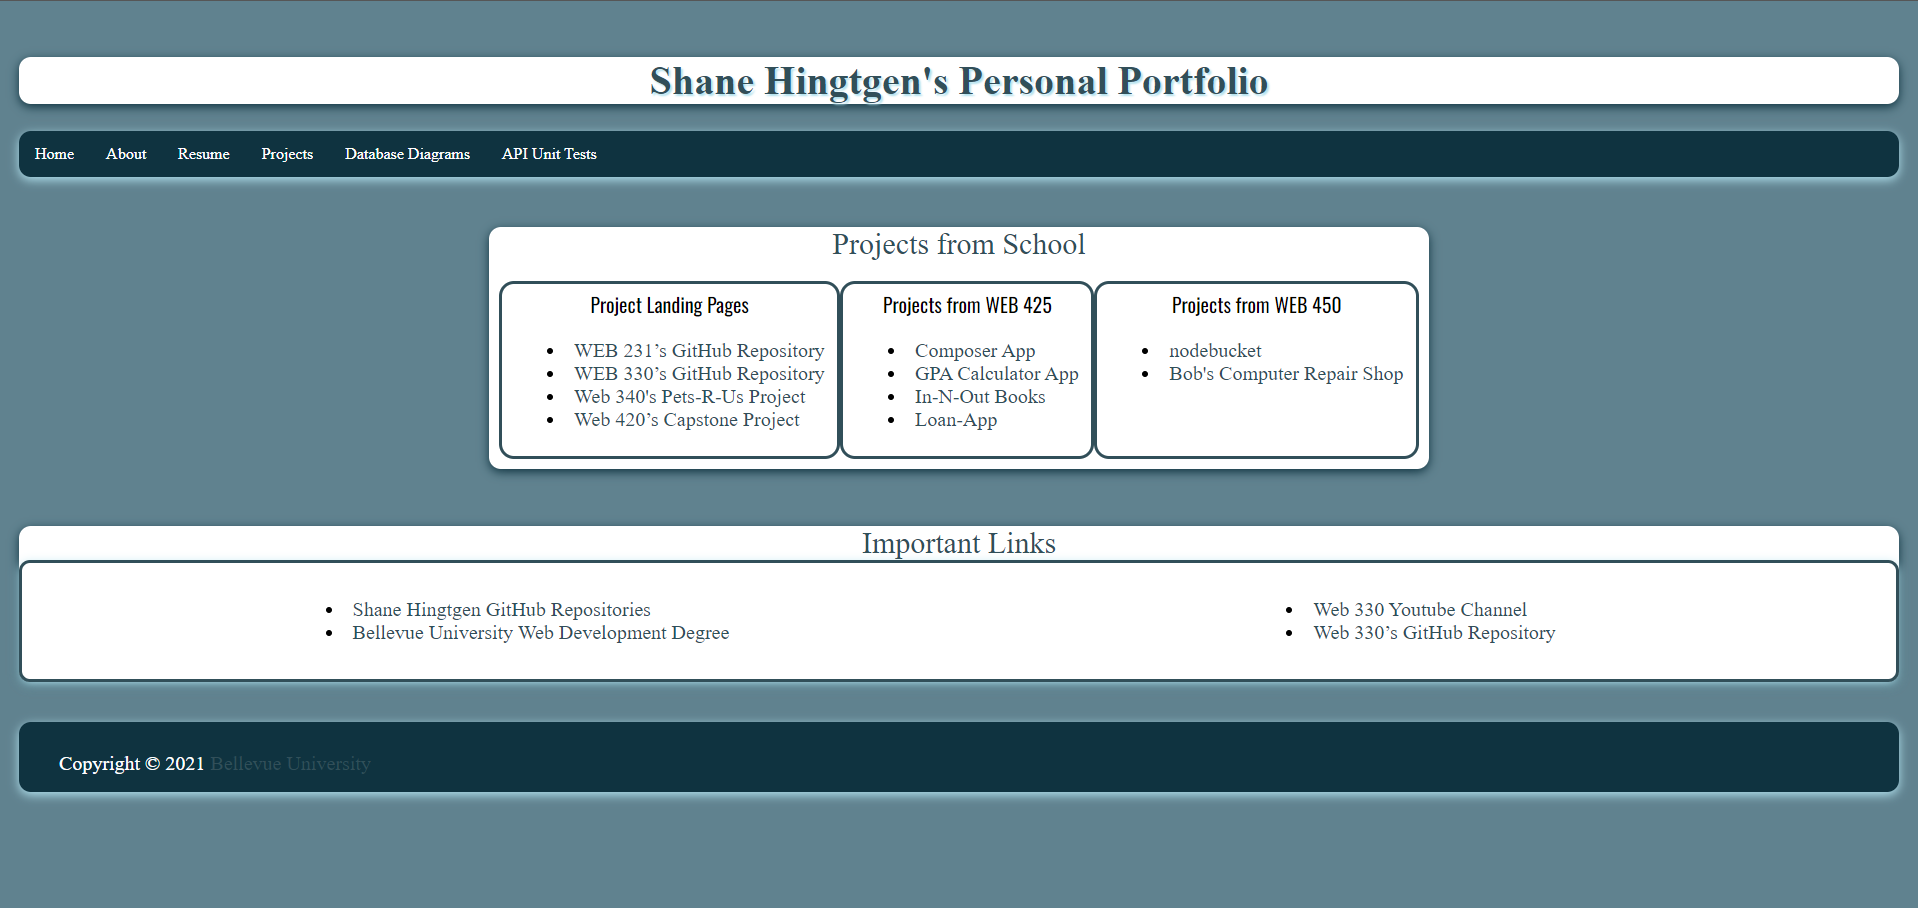 Shane Hingtgen's Personal Portfolio
Home About Resume Projects Database Diagrams API Unit Tests
Projects from School
Project Landing Pages
WEB 231’s GitHub Repository
WEB 330’s GitHub Repository
Web 340's Pets-R-Us Project
Web 420’s Capstone Project
Projects from WEB 425
Composer App
GPA Calculator App
In-N-Out Books
Loan-App
Projects from WEB 450
nodebucket
Bob's Computer Repair Shop
Important Links
Shane Hingtgen GitHub Repositories
Bellevue University Web Development Degree
Web 330 Youtube Channel
Web 330’s GitHub Repository
Copyright © 2021 Bellevue University